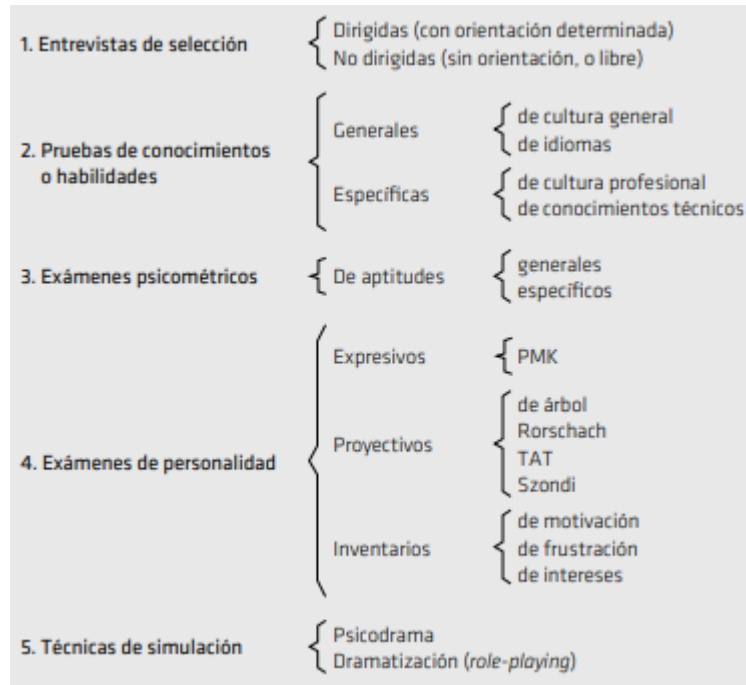 1. Entrevistas de selección
Dirigidas (con orientación determinada)
No dirigidas (sin orientación, o libre)
2. Pruebas de conocimientos
o habilidades
Generales
de cultura general
de idiomas
Específicas
de cultura profesional
de conocimientos técnicos
3. Exámenes psicométricos
De aptitudes
generales
específicos
4. Exámenes de personalidad
Expresivos
PMK
Proyectivos
de árbol
Rorschach
TAT
Szondi
Inventarios
de motivación
de frustración
de intereses
5. Técnicas de simulación
Psicodrama
Dramatización (role-playing)